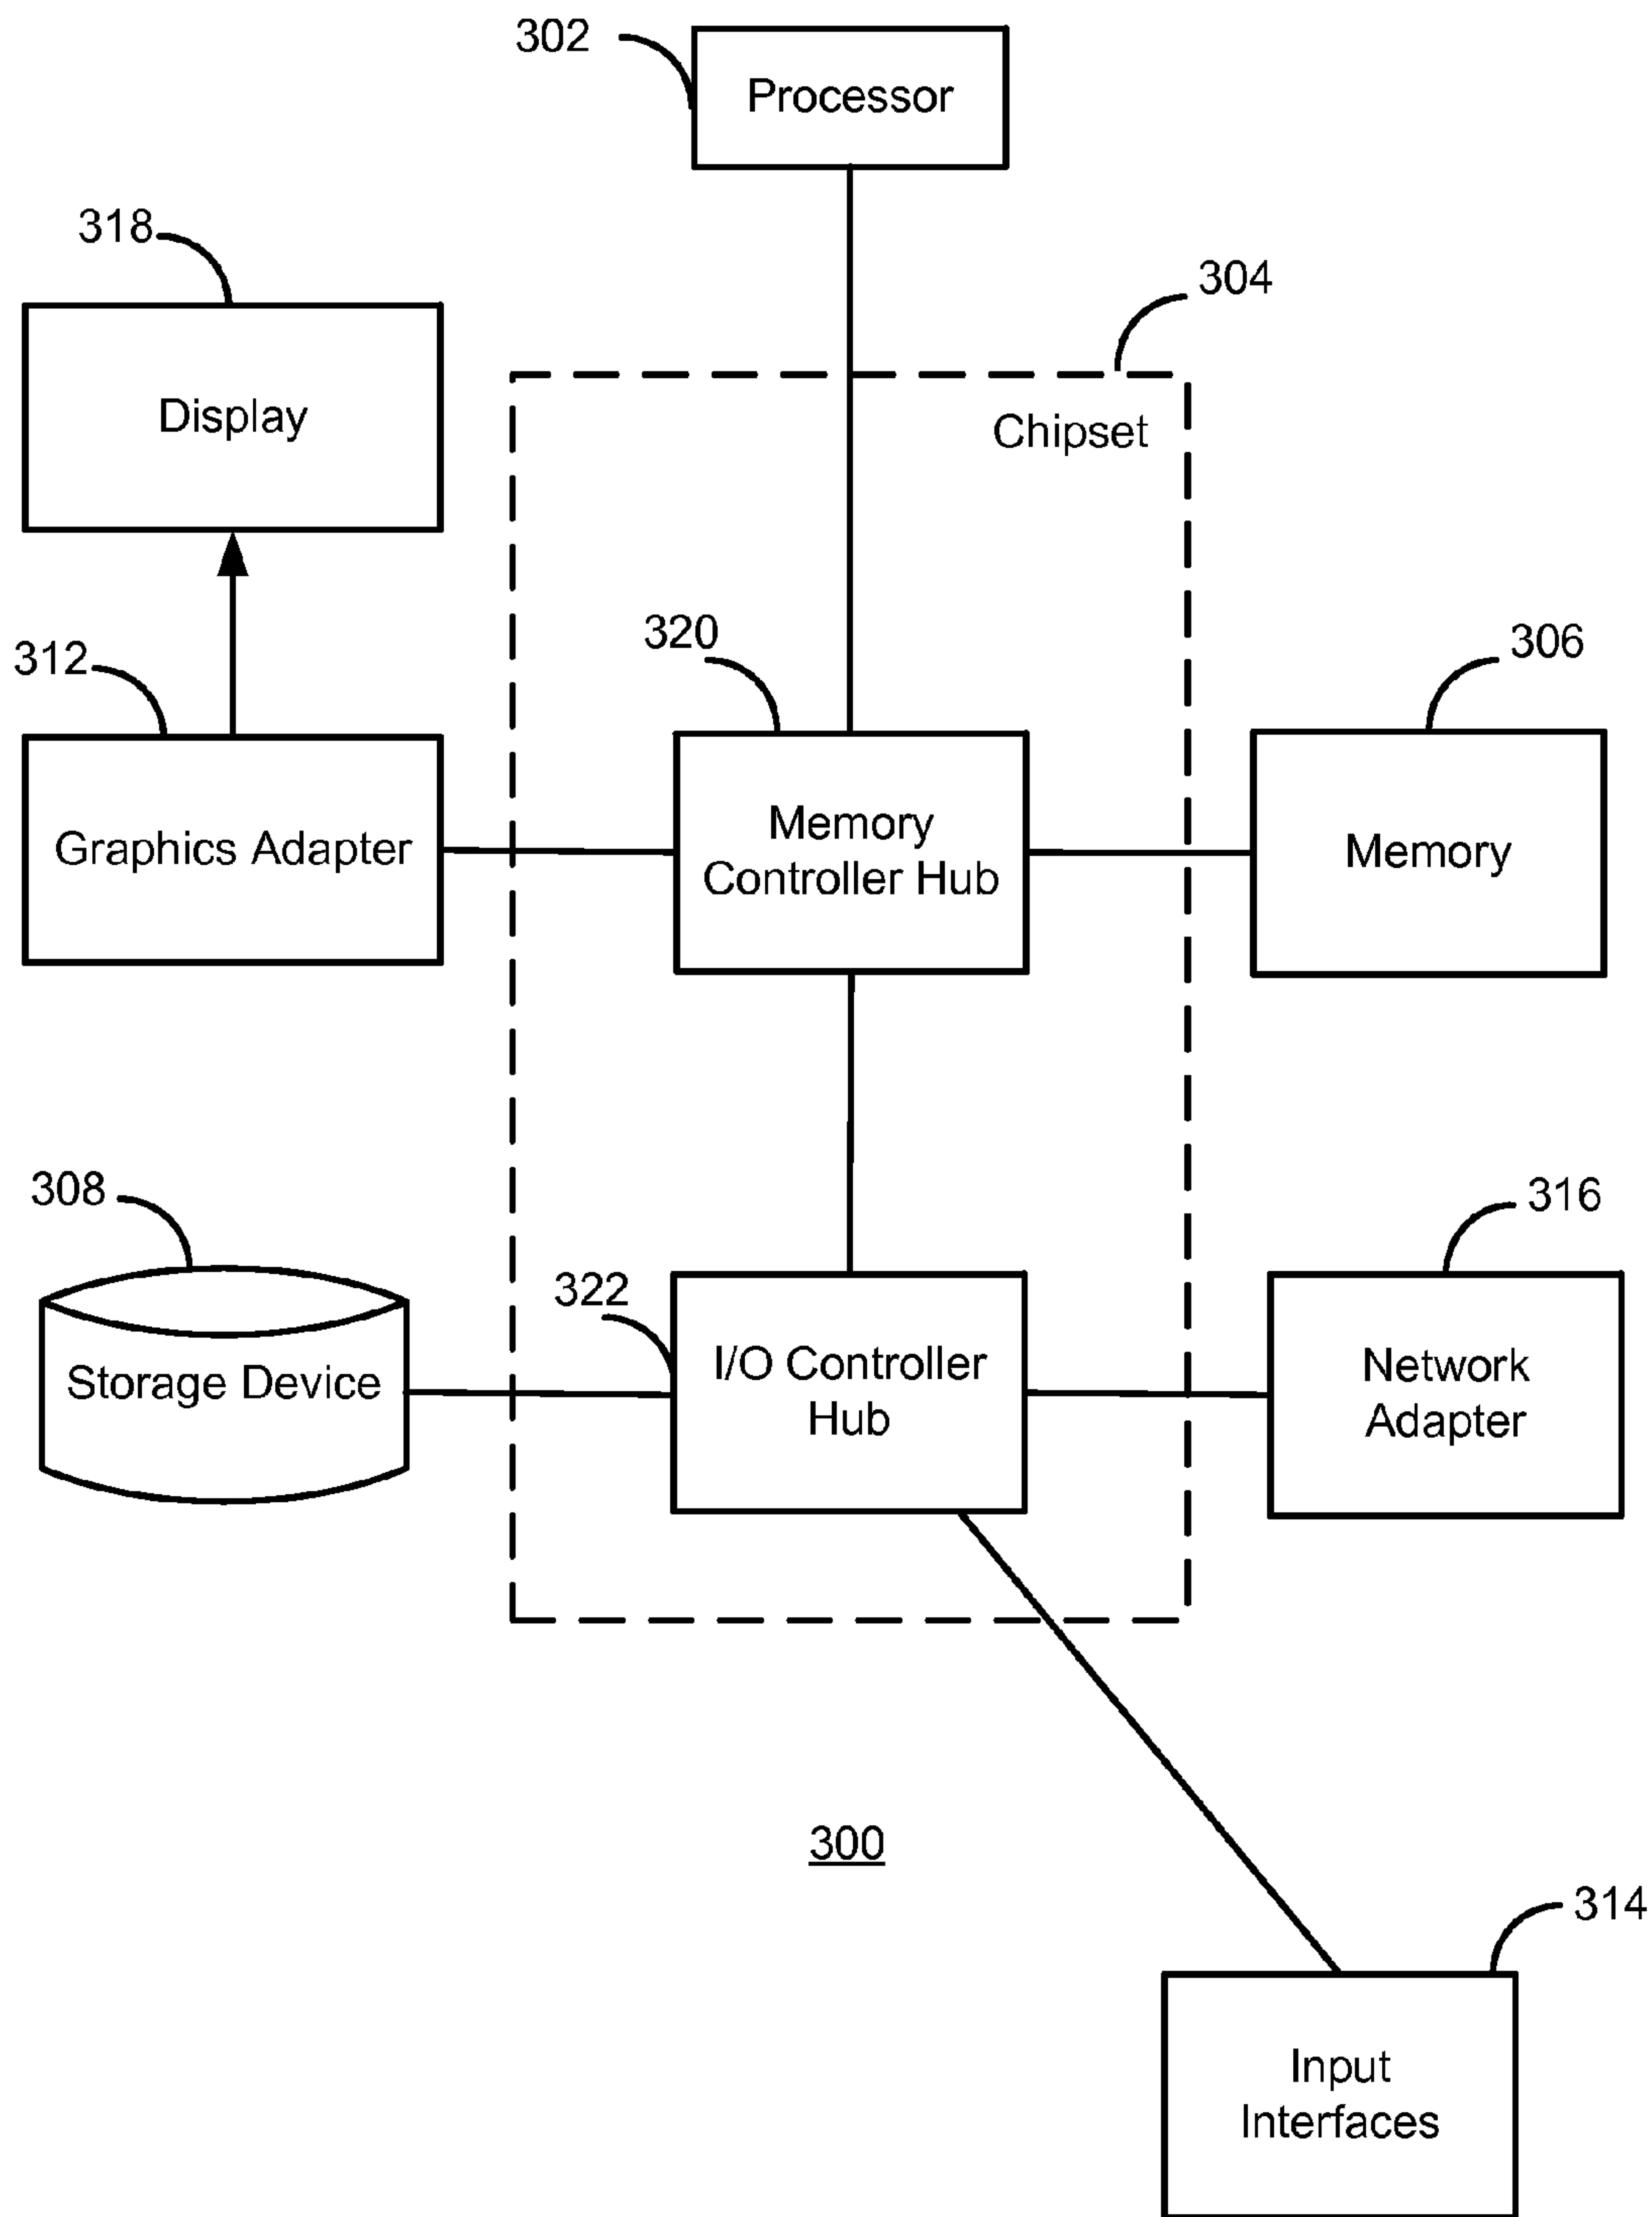 302
Processor
318
304
Display
Chipset
320
306
312
Memory
Controller Hub
Graphics Adapter
Memory
308
316
322
I/O Controller
Hub
Storage Device
Network
Adapter
300
314
Input
Interfaces